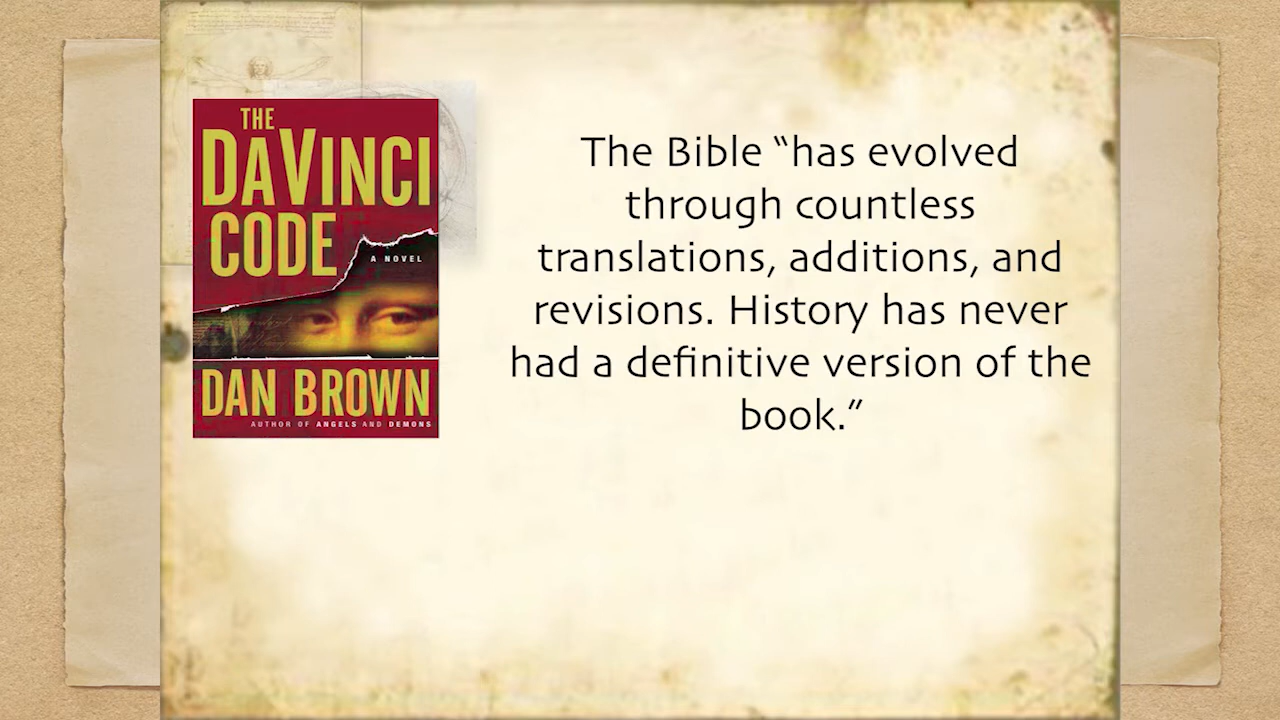 THE
DAVINCI
CODE
A NOVEL
DAN BROWN
AUTHOR OF ANGELS AND DEMONS
The Bible “has evolved
through countless
translations, additions, and
revisions. History has never
had a definitive version of the
book.”